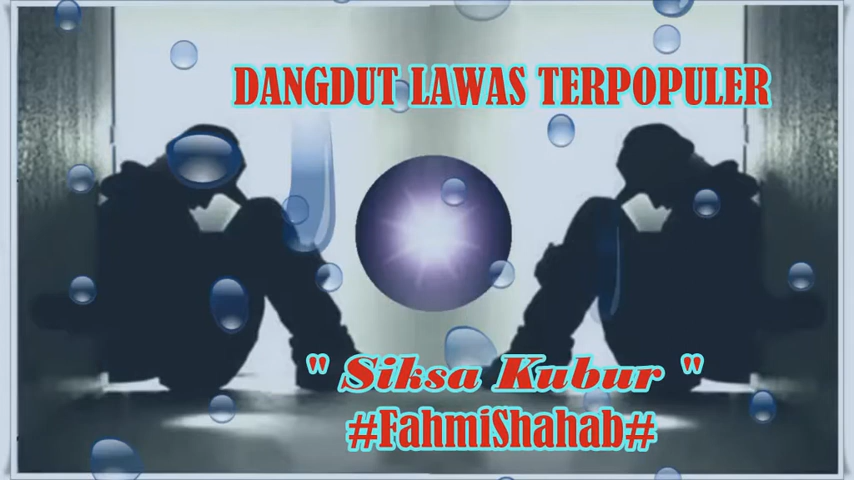 DANGDUT LAWAS TERPOPULER
" Siksa Kubur "
#FahmiShahab#